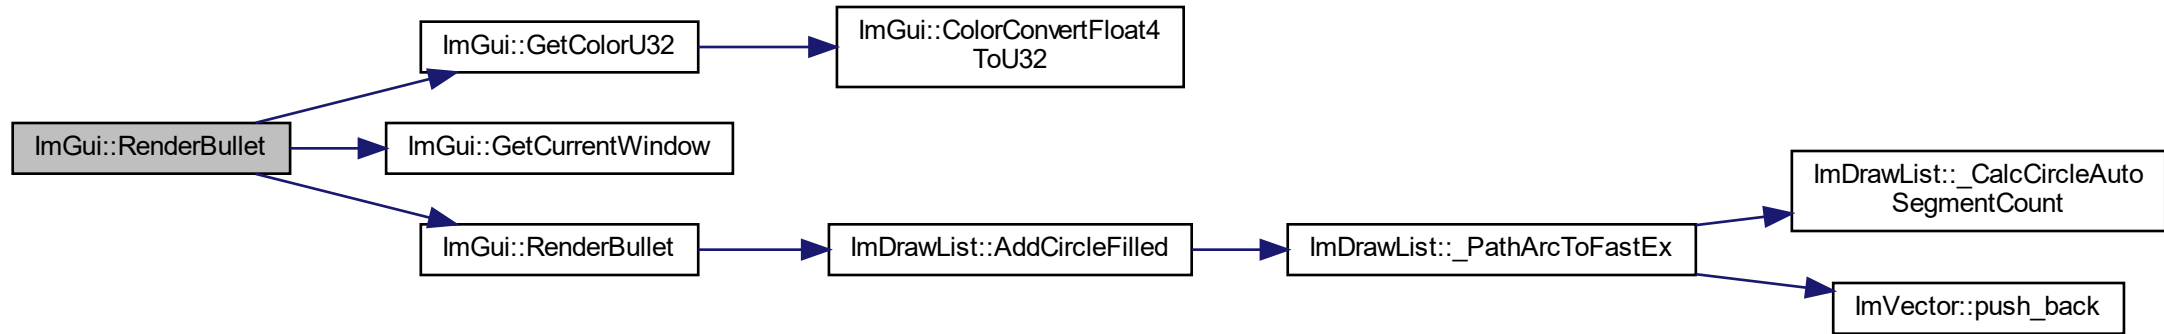 ImGui::RenderBullet
ImGui::GetColorU32
ImGui::ColorConvertFloat4
ToU32
ImGui::GetCurrentWindow
ImGui::RenderBullet
ImDrawList::AddCircleFilled
ImDrawList::_PathArcToFastEx
ImDrawList::_CalcCircleAuto
SegmentCount
ImVector::push_back